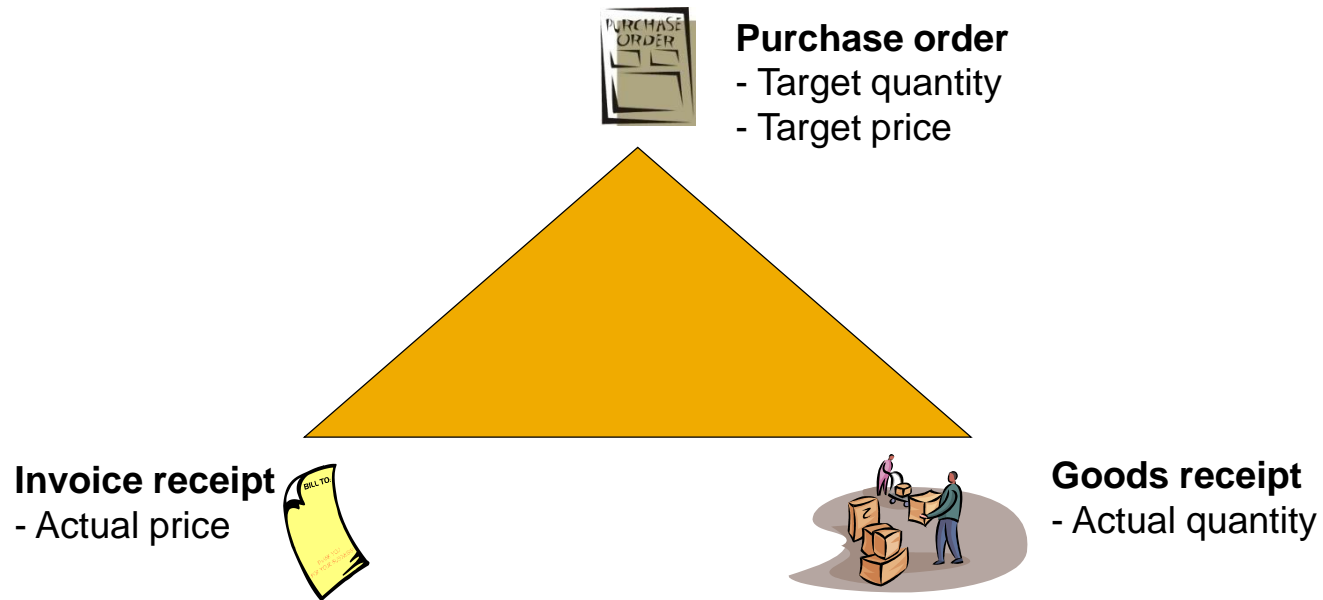 PURCHASE
ORDER
Purchase order
- Target quantity
- Target price
Invoice receipt
- Actual price
BILL TO:
Goods receipt
- Actual quantity